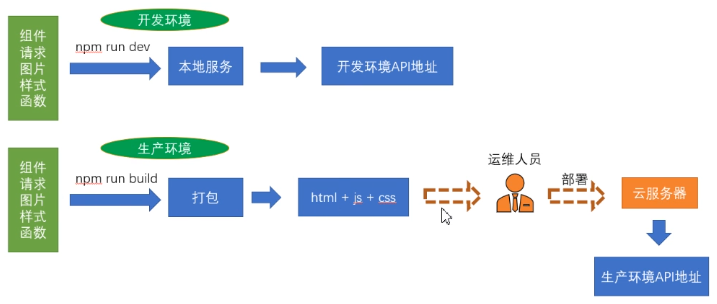 开发环境
组件
请求
图片
样式
函数
npm run dev
本地服务
开发环境API地址
生产环境
组件
请求
图片
样式
函数
npm run build
打包
html + js + css
运维人员
部署
云服务器
生产环境API地址